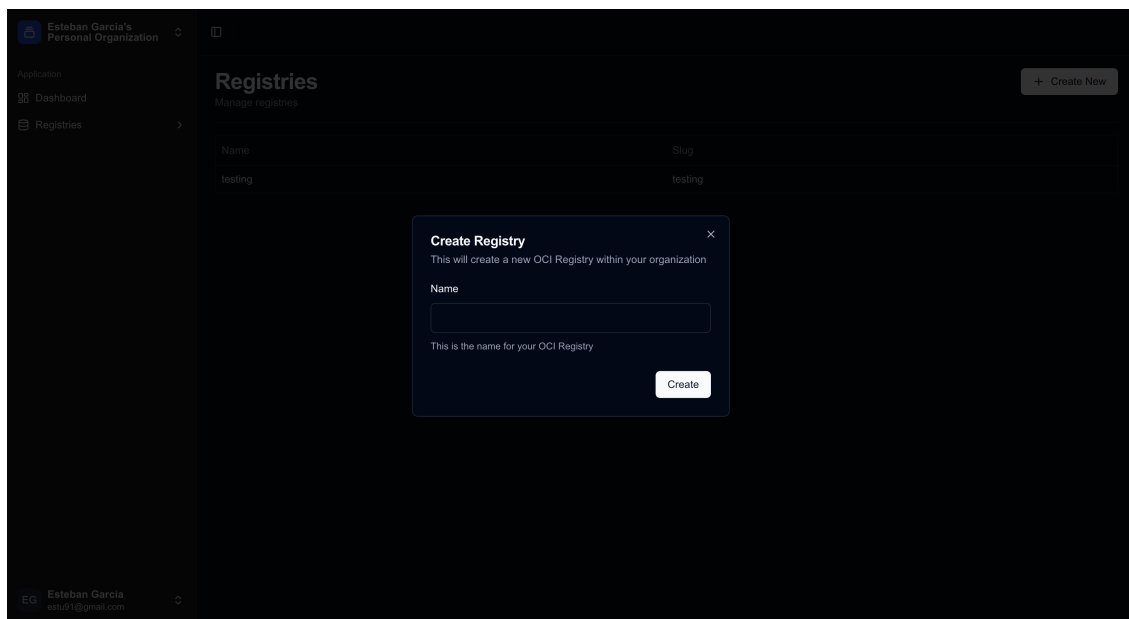 Esteban Garcia's
Personal Organization
Application
Dashboard
Registries
Registries
Manage registries
Create New
Name Slug
testing testing
Create Registry
This will create a new OCI Registry within your organization
Name
This is the name for your OCI Registry
Create
EG
Esteban Garcia
estu91@gmail.com